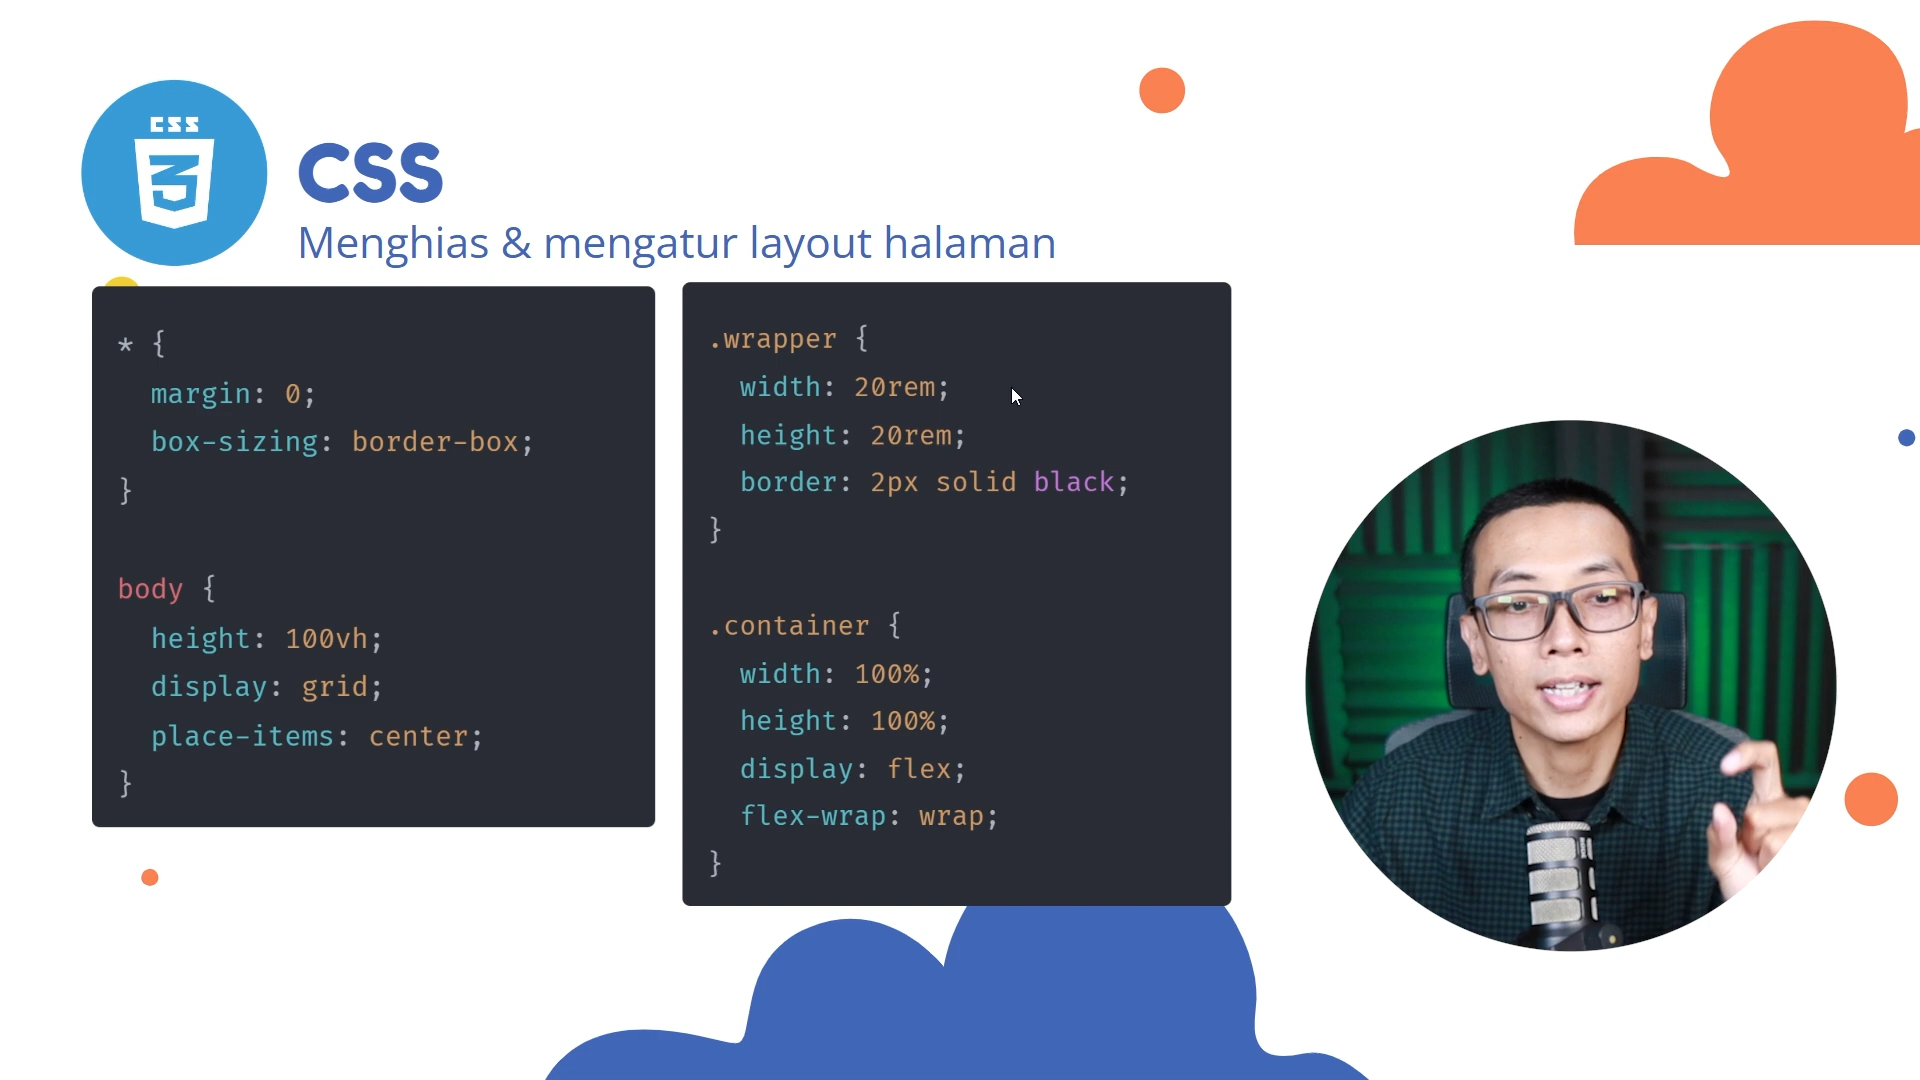 CSS
CSS
Menghias & mengatur layout halaman
* {
  margin: 0;
  box-sizing: border-box;
}
body {
  height: 100vh;
  display: grid;
  place-items: center;
}
.wrapper {
  width: 20rem;
  height: 20rem;
  border: 2px solid black;
}
.container {
  width: 100%;
  height: 100%;
  display: flex;
  flex-wrap: wrap;
}